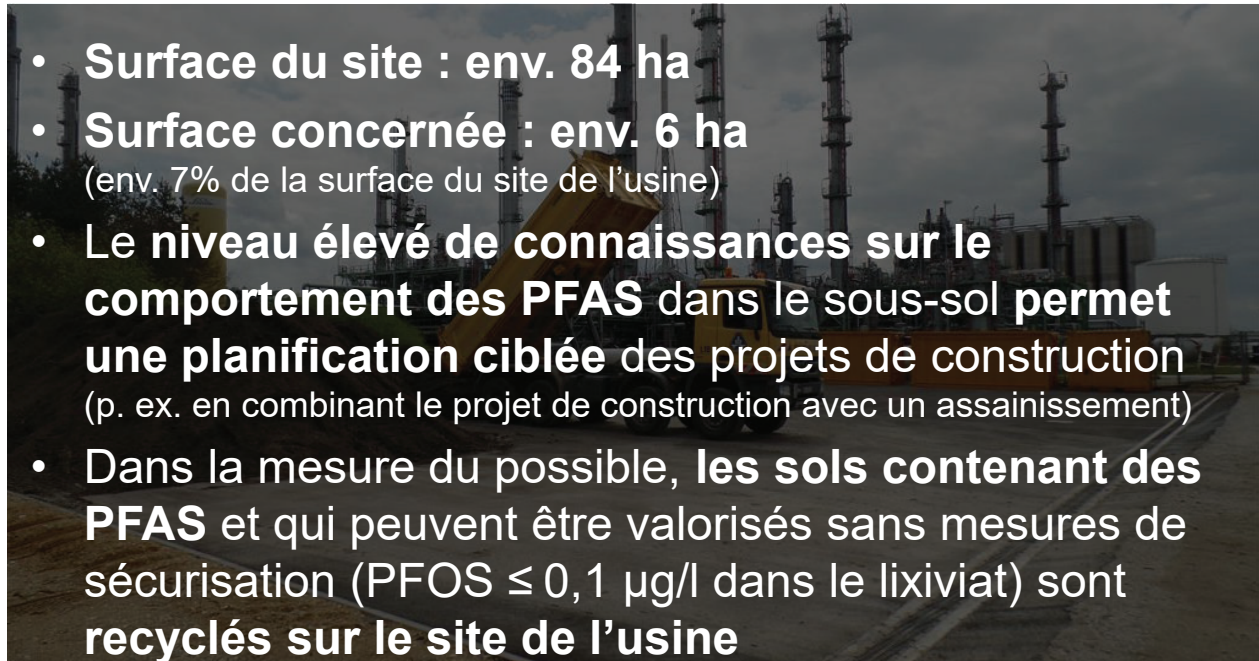 • Surface du site : env. 84 ha
• Surface concernée : env. 6 ha
(env. 7% de la surface du site de l’usine)
• Le niveau élevé de connaissances sur le
comportement des PFAS dans le sous-sol permet
une planification ciblée des projets de construction
(p. ex. en combinant le projet de construction avec un assainissement)
• Dans la mesure du possible, les sols contenant des
PFAS et qui peuvent être valorisés sans mesures de
sécurisation (PFOS ≤ 0,1 µg/l dans le lixiviat) sont
recyclés sur le site de l’usine